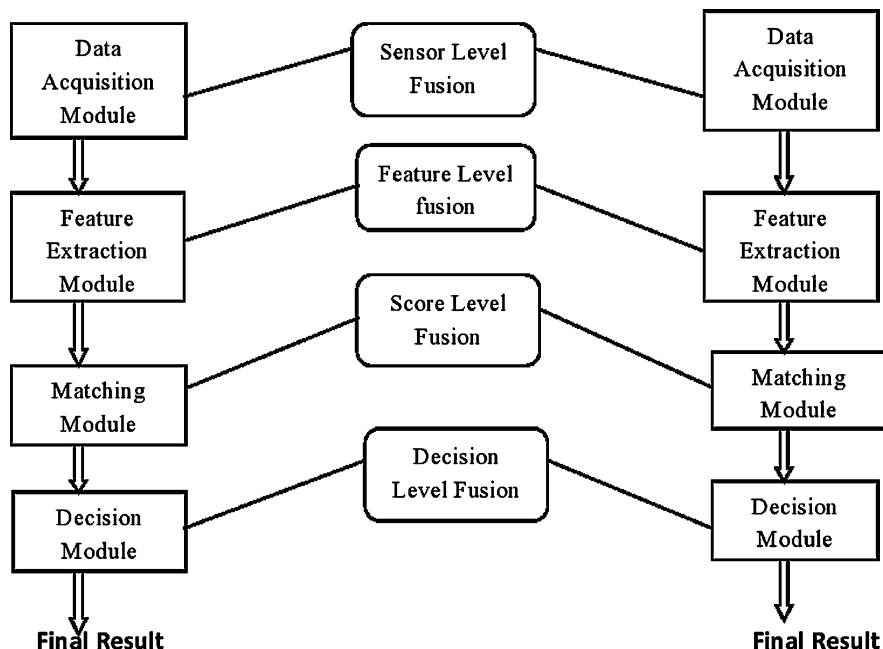 Data
Acquisition
Module
Sensor Level
Fusion
Data
Acquisition
Module
Feature
Extraction
Module
Feature Level
fusion
Feature
Extraction
Module
Score Level
Fusion
Matching
Module
Matching
Module
Decision
Level Fusion
Decision
Module
Decision
Module
Final Result
Final Result